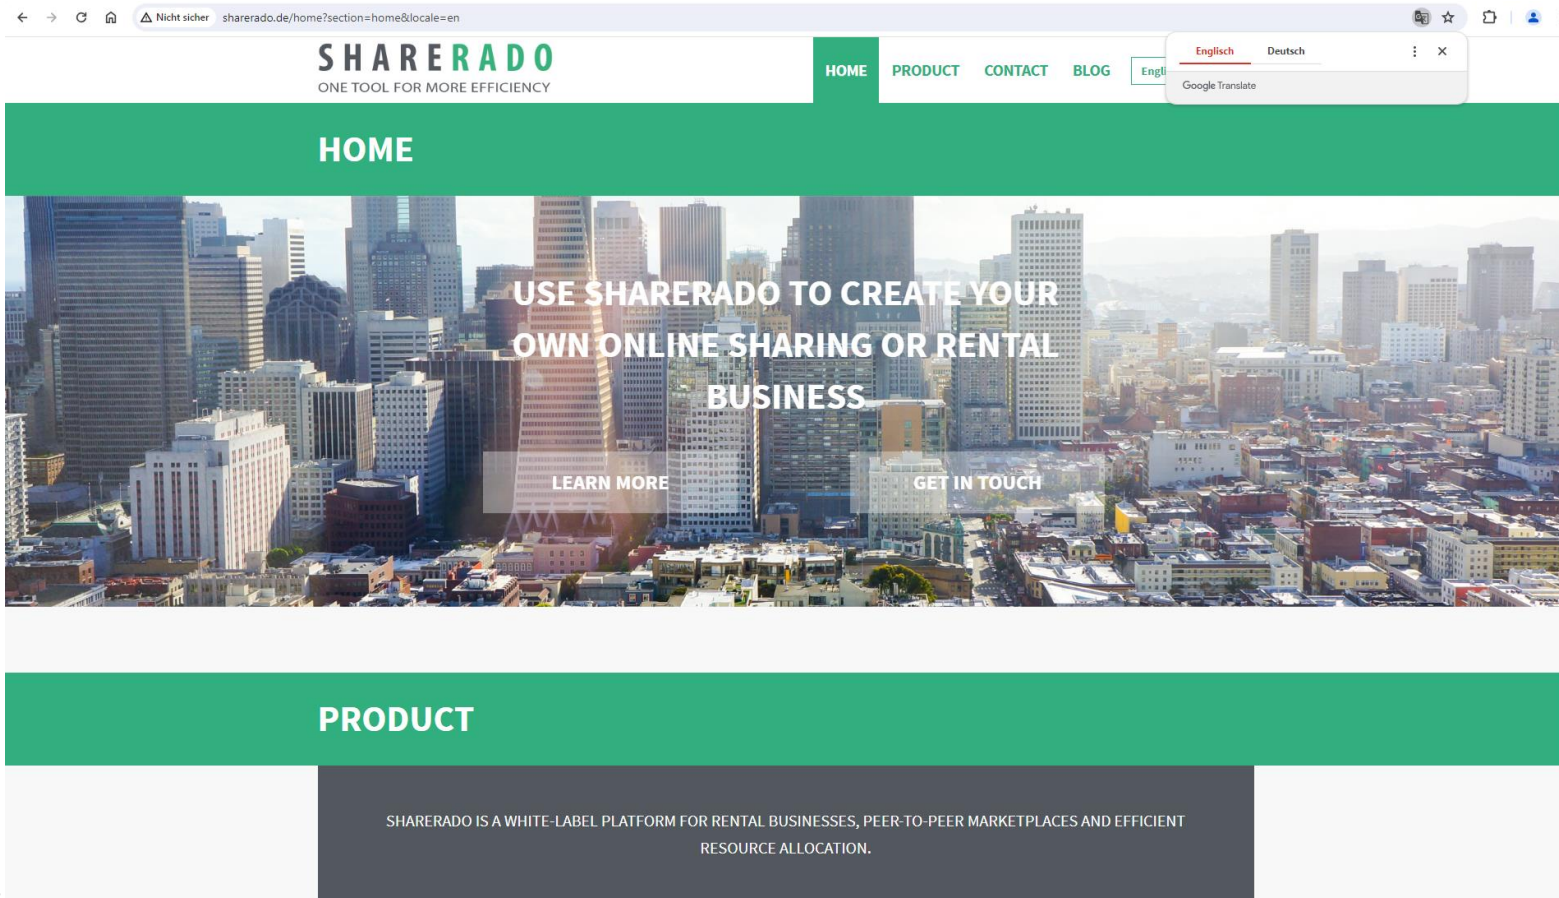 Nicht sicher sharerado.de/home?section=home&locale=en
Englisch Deutsch
Google Translate
SHARERADO
ONE TOOL FOR MORE EFFICIENCY
HOME PRODUCT CONTACT BLOG Engli
HOME
USE SHARERADO TO CREATE YOUR
OWN ONLINE SHARING OR RENTAL
BUSINESS
LEARN MORE GET IN TOUCH
PRODUCT
SHARERADO IS A WHITE-LABEL PLATFORM FOR RENTAL BUSINESSES, PEER-TO-PEER MARKETPLACES AND EFFICIENT
RESOURCE ALLOCATION.